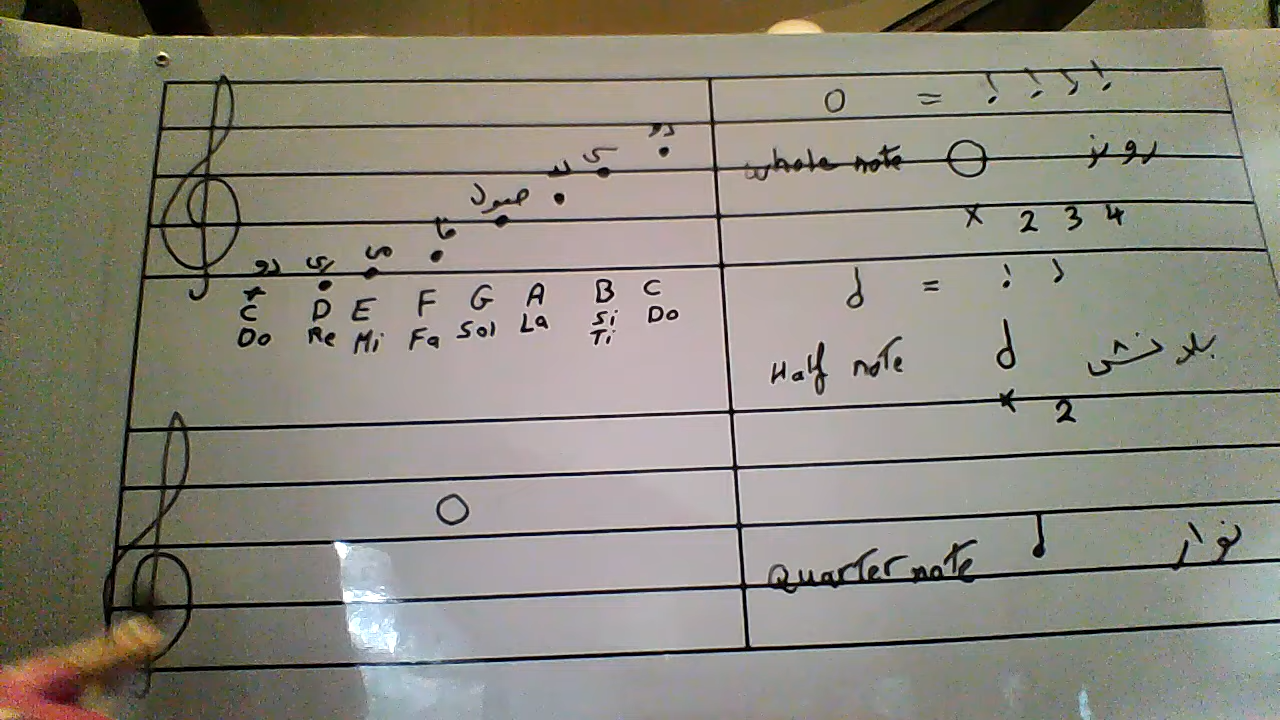 O =
whole note روند
x 2 3 4
دو ری می فا صول لا سی دو
C D E F G A B C
Do Re Mi Fa Sol La Si Do
Ti
=
Half note بلانش
x 2
Quarter note نوار